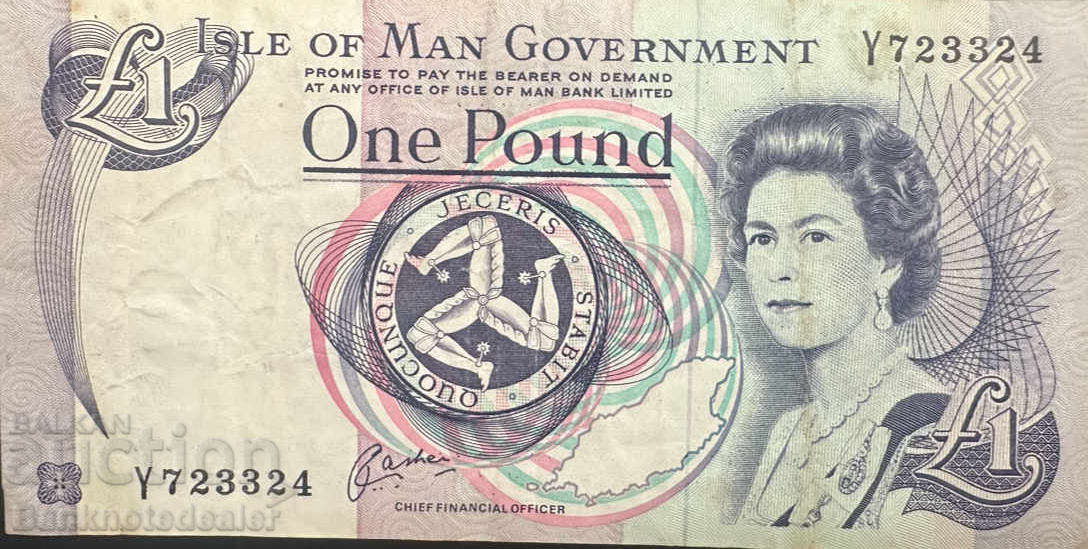 £1
ISLE OF MAN GOVERNMENT
Y723324
PROMISE TO PAY THE BEARER ON DEMAND
AT ANY OFFICE OF ISLE OF MAN BANK LIMITED
ONE POUND
QUOCUNQUE · JECERIS · STABIT ·
BALKAN
auction
Y723324
CHIEF FINANCIAL OFFICER
£1
Banknotedealer